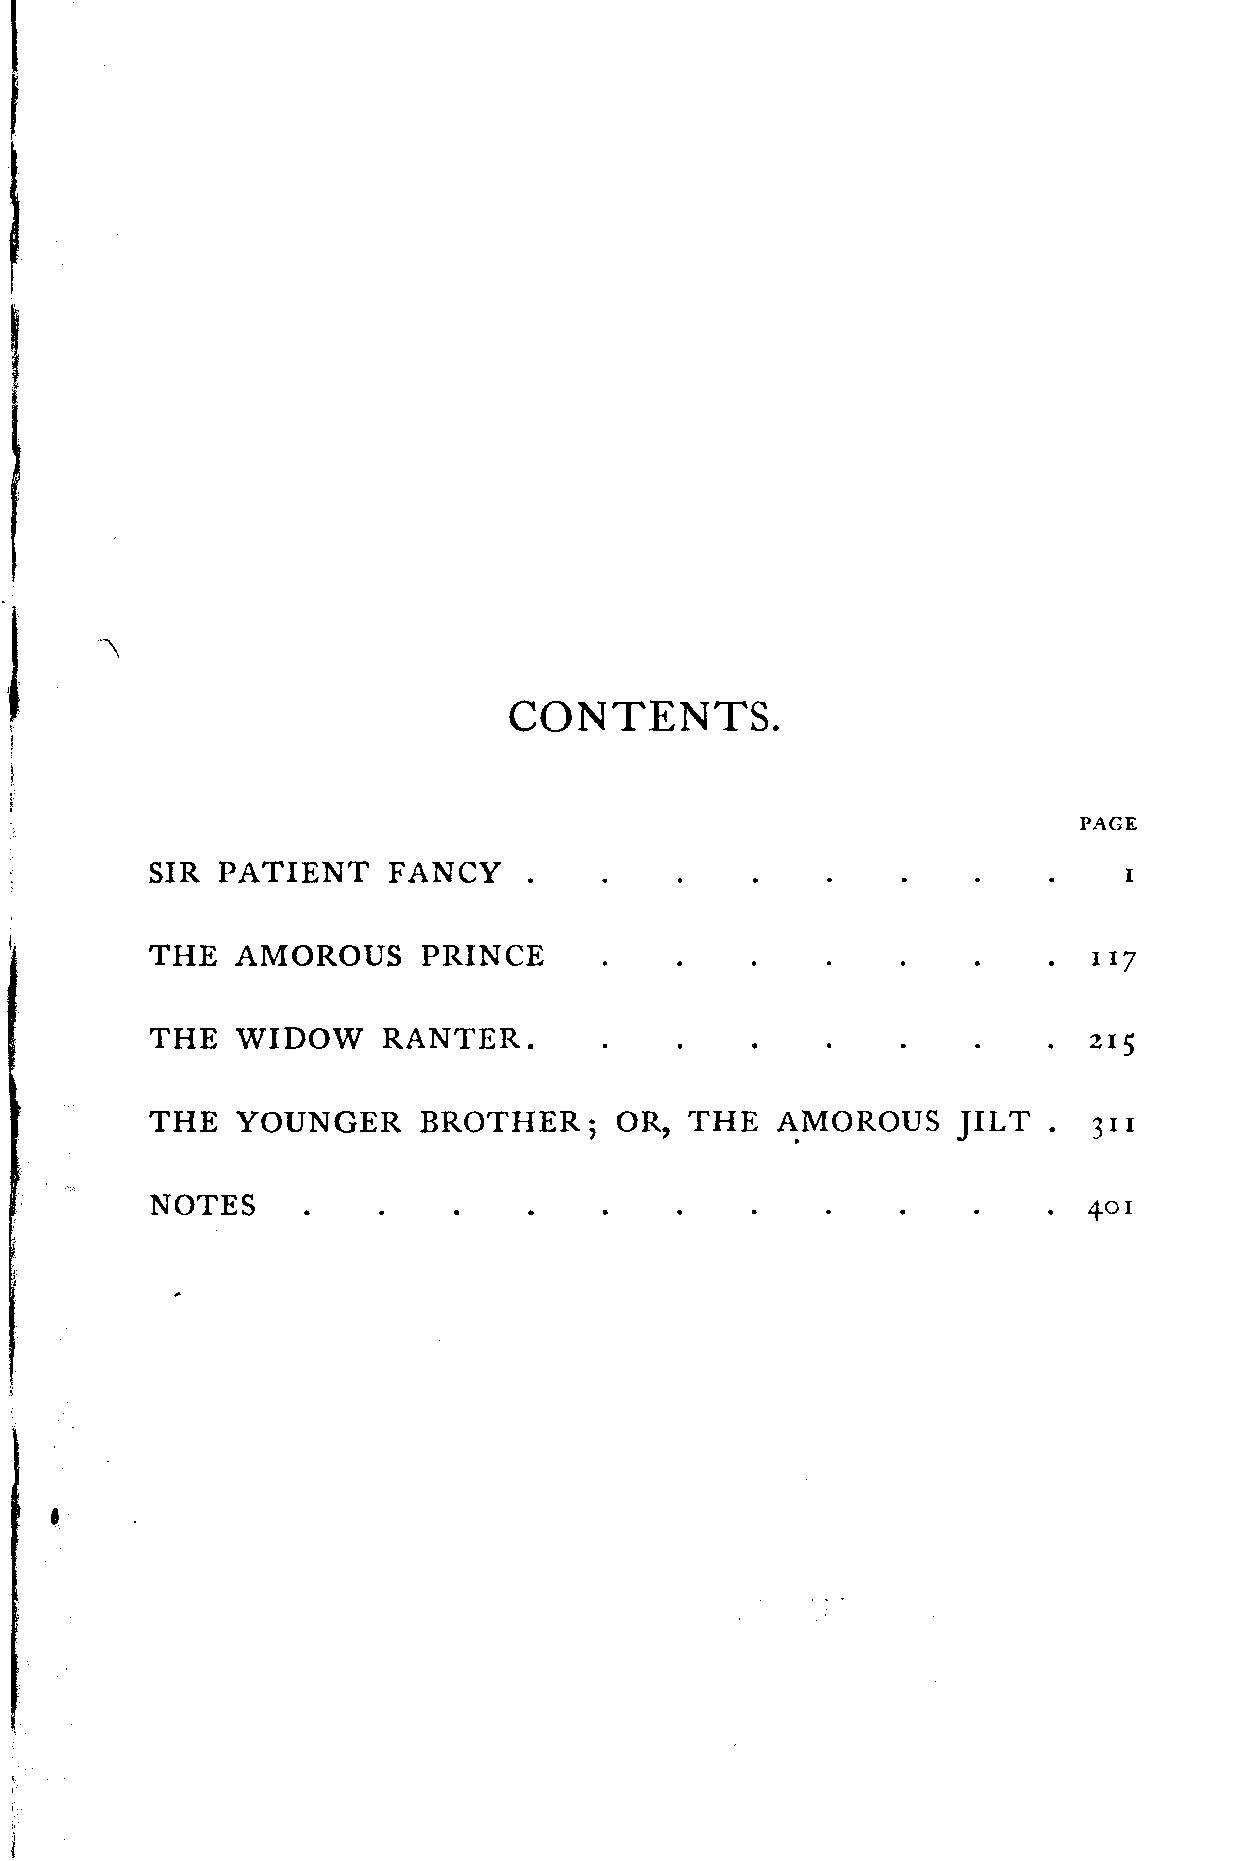 CONTENTS.
PAGE
SIR PATIENT FANCY . . . . . . . . 1
THE AMOROUS PRINCE . . . . . . . 117
THE WIDOW RANTER. . . . . . . . 215
THE YOUNGER BROTHER; OR, THE AMOROUS JILT . 311
NOTES . . . . . . . . . . . 401